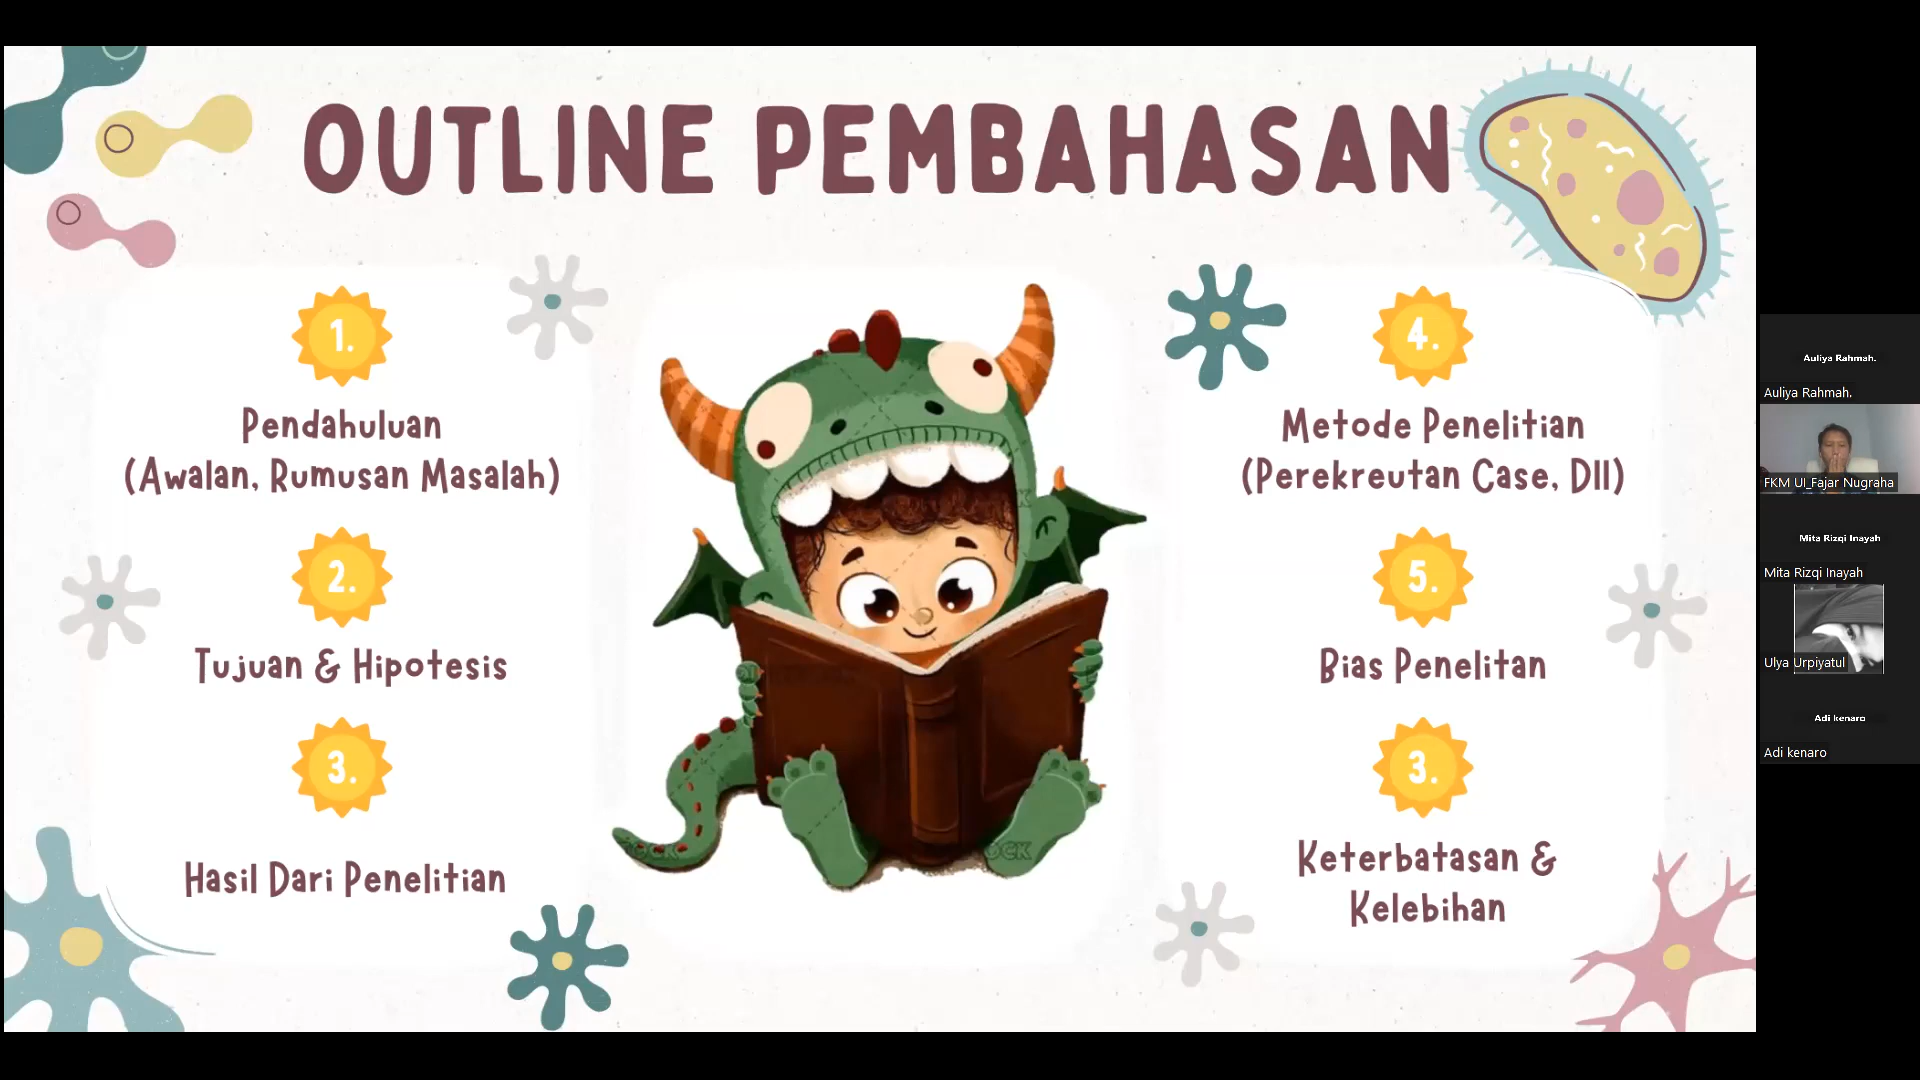 OUTLINE PEMBAHASAN
1.
Pendahuluan
(Awalan, Rumusan Masalah)
2.
Tujuan & Hipotesis
3.
Hasil Dari Penelitian
4.
Metode Penelitian
(Perekreutan Case, Dll)
5.
Bias Penelitan
3.
Keterbatasan &
Kelebihan
Auliya Rahmah.
Auliya Rahmah.
FKM UI_Fajar Nugraha
Mita Rizqi Inayah
Mita Rizqi Inayah
Ulya Urpiyatul
Adi kenaro
Adi kenaro